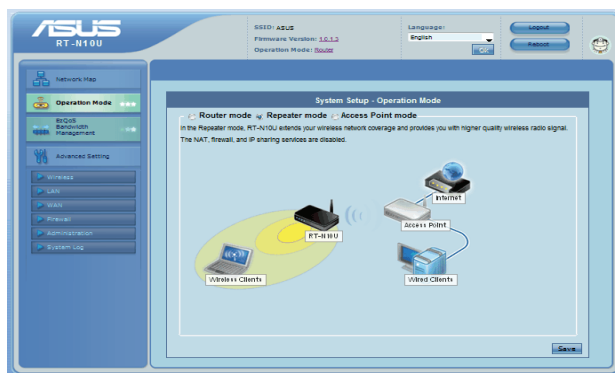 ASUS
RT-N10U
SSID: ASUS
Firmware Version: 1.0.1.3
Operation Mode: Router
Language:
English
Logout
Reboot
Network Map
Operation Mode
EzQoS
Bandwidth
Management
Advanced Setting
Wireless
LAN
WAN
Firewall
Administration
System Log
System Setup - Operation Mode
Router mode Repeater mode Access Point mode
In the Repeater mode, RT-N10U extends your wireless network coverage and provides you with higher quality wireless radio signal.
The NAT, firewall, and IP sharing services are disabled.
Internet
Access Point
RT-N10U
Wireless Clients
Wired Clients
Save